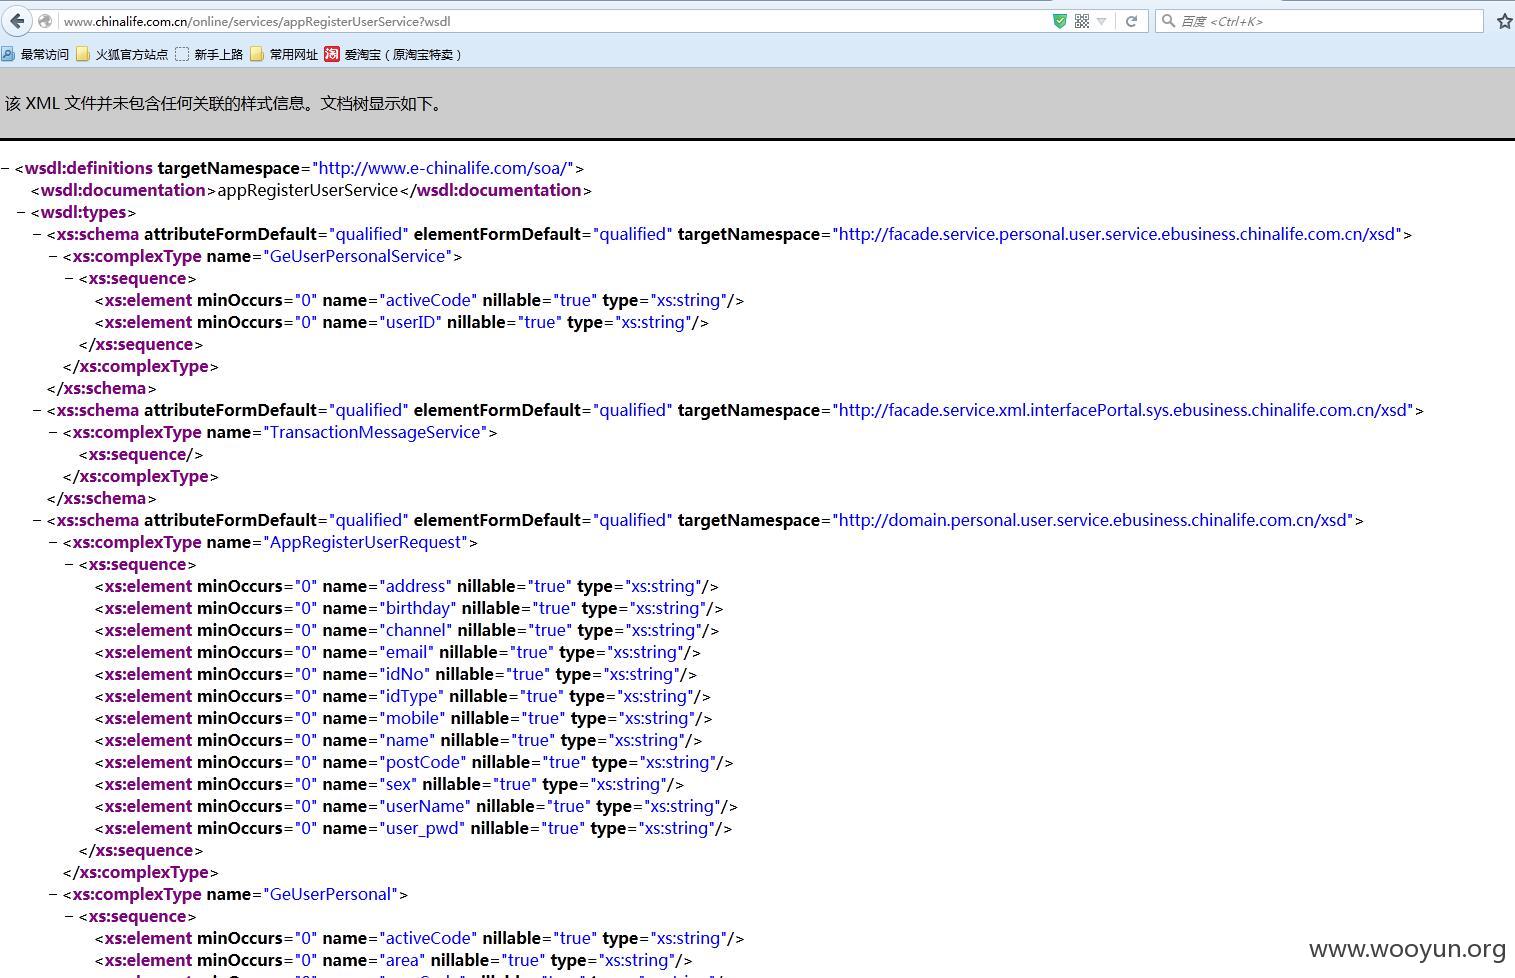 www.chinalife.com.cn/online/services/appRegisterUserService?wsdl
百度 <Ctrl+K>
最常访问 火狐官方站点 新手上路 常用网址 淘 爱淘宝（原淘宝特卖）
该 XML 文件并未包含任何关联的样式信息。文档树显示如下。
− <wsdl:definitions targetNamespace="http://www.e-chinalife.com/soa/">
<wsdl:documentation>appRegisterUserService</wsdl:documentation>
− <wsdl:types>
− <xs:schema attributeFormDefault="qualified" elementFormDefault="qualified" targetNamespace="http://facade.service.personal.user.service.ebusiness.chinalife.com.cn/xsd">
− <xs:complexType name="GeUserPersonalService">
− <xs:sequence>
<xs:element minOccurs="0" name="activeCode" nillable="true" type="xs:string"/>
<xs:element minOccurs="0" name="userID" nillable="true" type="xs:string"/>
</xs:sequence>
</xs:complexType>
</xs:schema>
− <xs:schema attributeFormDefault="qualified" elementFormDefault="qualified" targetNamespace="http://facade.service.xml.interfacePortal.sys.ebusiness.chinalife.com.cn/xsd">
− <xs:complexType name="TransactionMessageService">
<xs:sequence/>
</xs:complexType>
</xs:schema>
− <xs:schema attributeFormDefault="qualified" elementFormDefault="qualified" targetNamespace="http://domain.personal.user.service.ebusiness.chinalife.com.cn/xsd">
− <xs:complexType name="AppRegisterUserRequest">
− <xs:sequence>
<xs:element minOccurs="0" name="address" nillable="true" type="xs:string"/>
<xs:element minOccurs="0" name="birthday" nillable="true" type="xs:string"/>
<xs:element minOccurs="0" name="channel" nillable="true" type="xs:string"/>
<xs:element minOccurs="0" name="email" nillable="true" type="xs:string"/>
<xs:element minOccurs="0" name="idNo" nillable="true" type="xs:string"/>
<xs:element minOccurs="0" name="idType" nillable="true" type="xs:string"/>
<xs:element minOccurs="0" name="mobile" nillable="true" type="xs:string"/>
<xs:element minOccurs="0" name="name" nillable="true" type="xs:string"/>
<xs:element minOccurs="0" name="postCode" nillable="true" type="xs:string"/>
<xs:element minOccurs="0" name="sex" nillable="true" type="xs:string"/>
<xs:element minOccurs="0" name="userName" nillable="true" type="xs:string"/>
<xs:element minOccurs="0" name="user_pwd" nillable="true" type="xs:string"/>
</xs:sequence>
</xs:complexType>
− <xs:complexType name="GeUserPersonal">
− <xs:sequence>
<xs:element minOccurs="0" name="activeCode" nillable="true" type="xs:string"/>
<xs:element minOccurs="0" name="area" nillable="true" type="xs:string"/>
www.wooyun.org